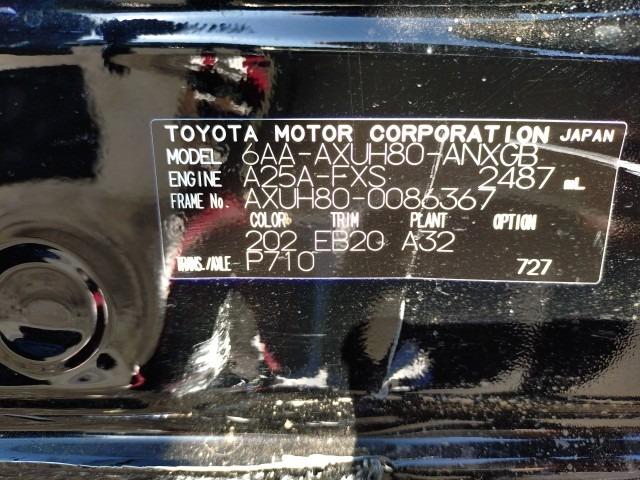 TOYOTA MOTOR CORPORATION JAPAN
MODEL 6AA-AXUH80-ANXGB
ENGINE A25A-FXS 2487 mL
FRAME No. AXUH80-0086367
COLOR TRIM PLANT OPTION
202 EB20 A32
TRANS./AXLE P710 727